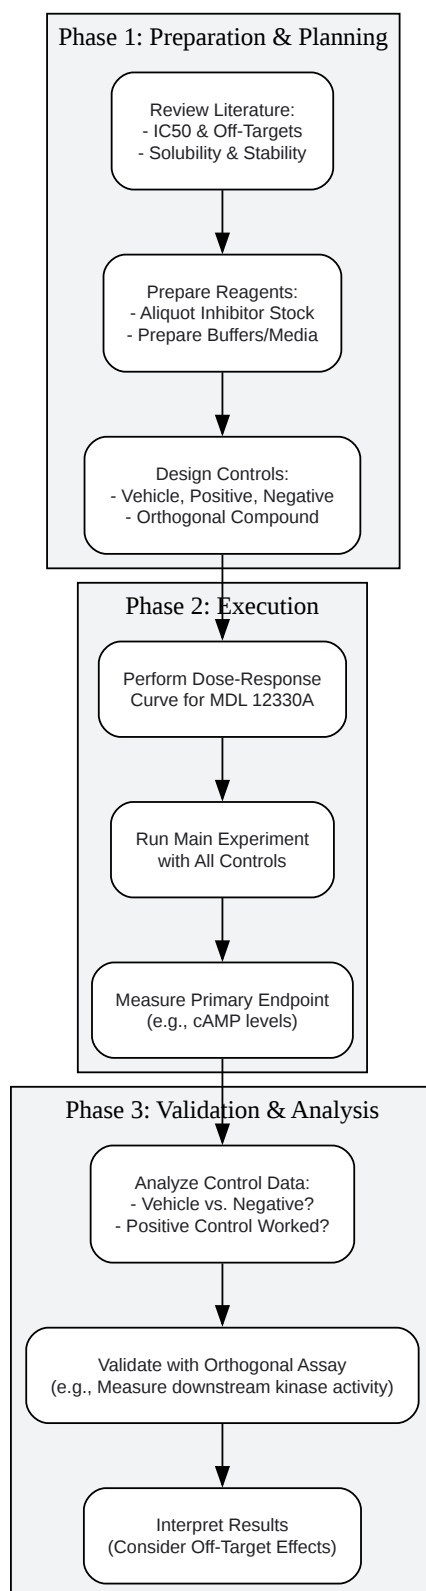 Phase 1: Preparation & Planning
Review Literature:
- IC50 & Off-Targets
- Solubility & Stability
Prepare Reagents:
- Aliquot Inhibitor Stock
- Prepare Buffers/Media
Design Controls:
- Vehicle, Positive, Negative
- Orthogonal Compound
Phase 2: Execution
Perform Dose-Response
Curve for MDL 12330A
Run Main Experiment
with All Controls
Measure Primary Endpoint
(e.g., cAMP levels)
Phase 3: Validation & Analysis
Analyze Control Data:
- Vehicle vs. Negative?
- Positive Control Worked?
Validate with Orthogonal Assay
(e.g., Measure downstream kinase activity)
Interpret Results
(Consider Off-Target Effects)